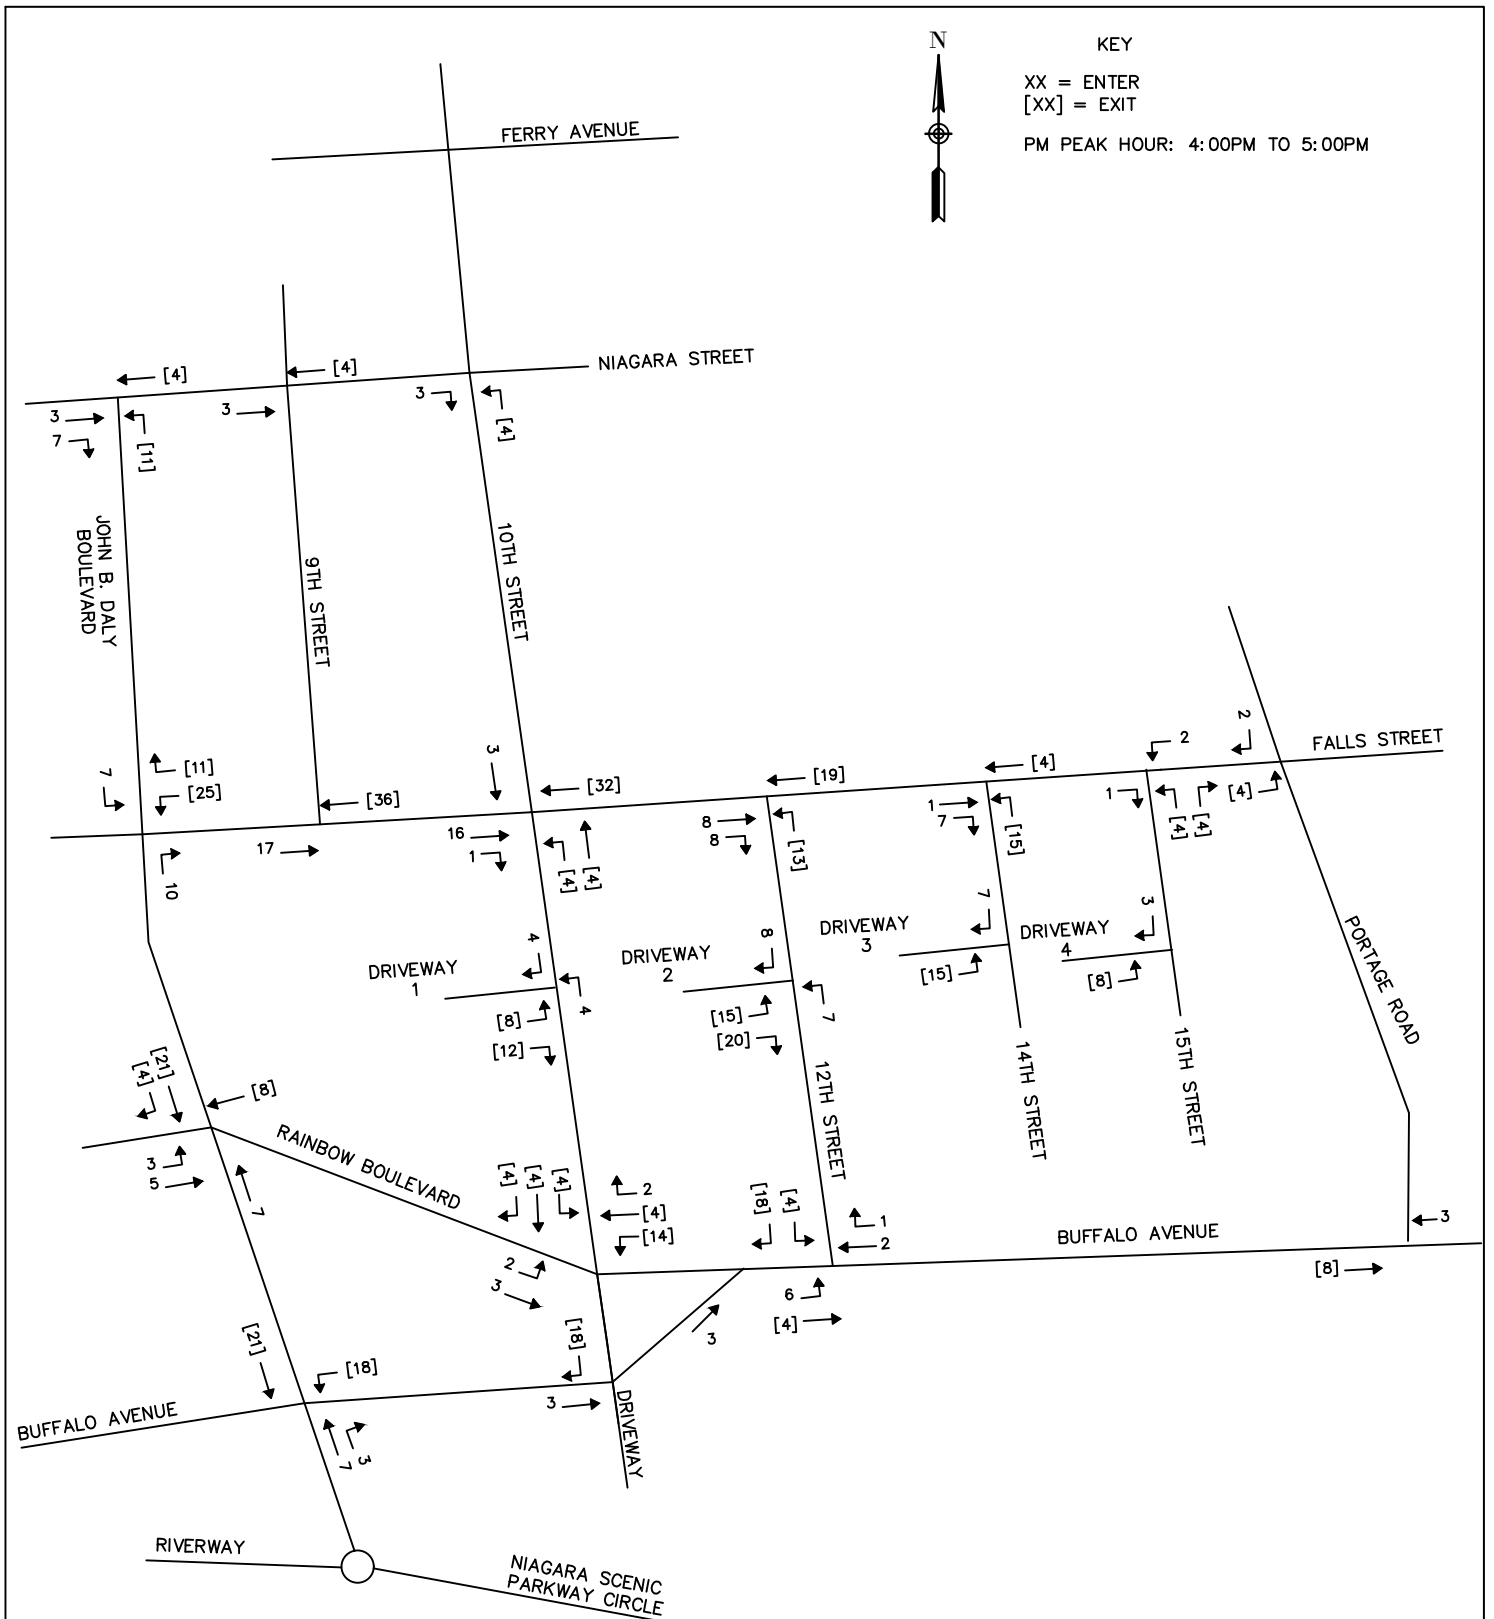 N
KEY
XX = ENTER
[XX] = EXIT
PM PEAK HOUR: 4:00PM TO 5:00PM
FERRY AVENUE
NIAGARA STREET
[4]
[4]
3
7
[11]
3
3
[4]
JOHN B. DALY
BOULEVARD
9TH STREET
10TH STREET
7
[11]
[25]
10
17
[36]
3
[32]
16
1
[4]
[4]
[19]
8
8
[13]
[4]
1
7
[15]
2
1
[4]
[4]
2
[4]
FALLS STREET
PORTAGE ROAD
DRIVEWAY
1
4
4
[8]
[12]
DRIVEWAY
2
8
7
[15]
[20]
DRIVEWAY
3
7
[15]
DRIVEWAY
4
3
[8]
12TH STREET
14TH STREET
15TH STREET
[4]
[21]
[8]
3
5
7
RAINBOW BOULEVARD
[4]
[4]
[4]
2
[4]
[14]
2
3
[18]
[4]
1
2
6
[4]
BUFFALO AVENUE
3
[8]
3
[21]
[18]
[18]
3
BUFFALO AVENUE
7
3
DRIVEWAY
RIVERWAY
NIAGARA SCENIC
PARKWAY CIRCLE